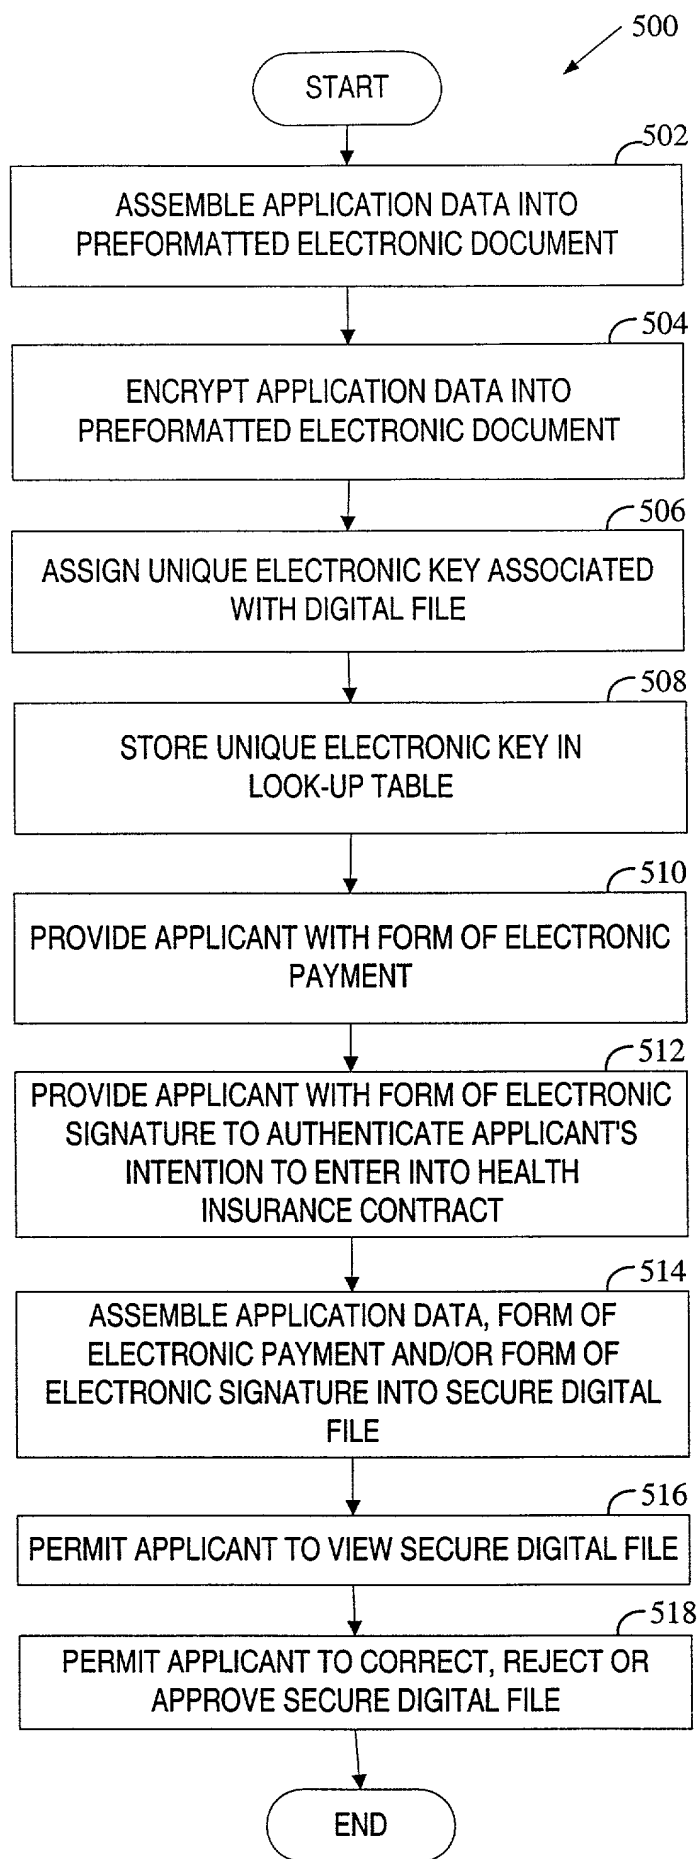 500
START
502
ASSEMBLE APPLICATION DATA INTO
PREFORMATTED ELECTRONIC DOCUMENT
504
ENCRYPT APPLICATION DATA INTO
PREFORMATTED ELECTRONIC DOCUMENT
506
ASSIGN UNIQUE ELECTRONIC KEY ASSOCIATED
WITH DIGITAL FILE
508
STORE UNIQUE ELECTRONIC KEY IN
LOOK-UP TABLE
510
PROVIDE APPLICANT WITH FORM OF ELECTRONIC
PAYMENT
512
PROVIDE APPLICANT WITH FORM OF ELECTRONIC
SIGNATURE TO AUTHENTICATE APPLICANT'S
INTENTION TO ENTER INTO HEALTH
INSURANCE CONTRACT
514
ASSEMBLE APPLICATION DATA, FORM OF
ELECTRONIC PAYMENT AND/OR FORM OF
ELECTRONIC SIGNATURE INTO SECURE DIGITAL
FILE
516
PERMIT APPLICANT TO VIEW SECURE DIGITAL FILE
518
PERMIT APPLICANT TO CORRECT, REJECT OR
APPROVE SECURE DIGITAL FILE
END